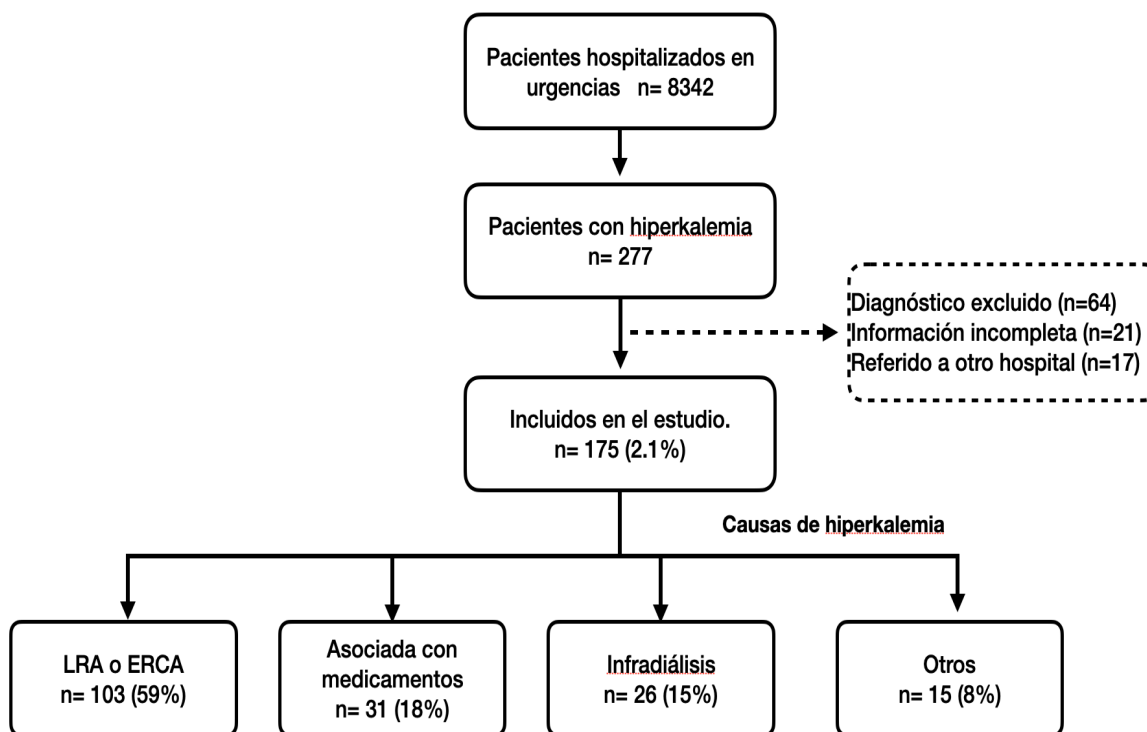 Pacientes hospitalizados en
urgencias n= 8342
Pacientes con hiperkalemia
n= 277
Diagnóstico excluido (n=64)
Información incompleta (n=21)
Referido a otro hospital (n=17)
Incluidos en el estudio.
n= 175 (2.1%)
Causas de hiperkalemia
LRA o ERCA
n= 103 (59%)
Asociada con
medicamentos
n= 31 (18%)
Infradiálisis
n= 26 (15%)
Otros
n= 15 (8%)